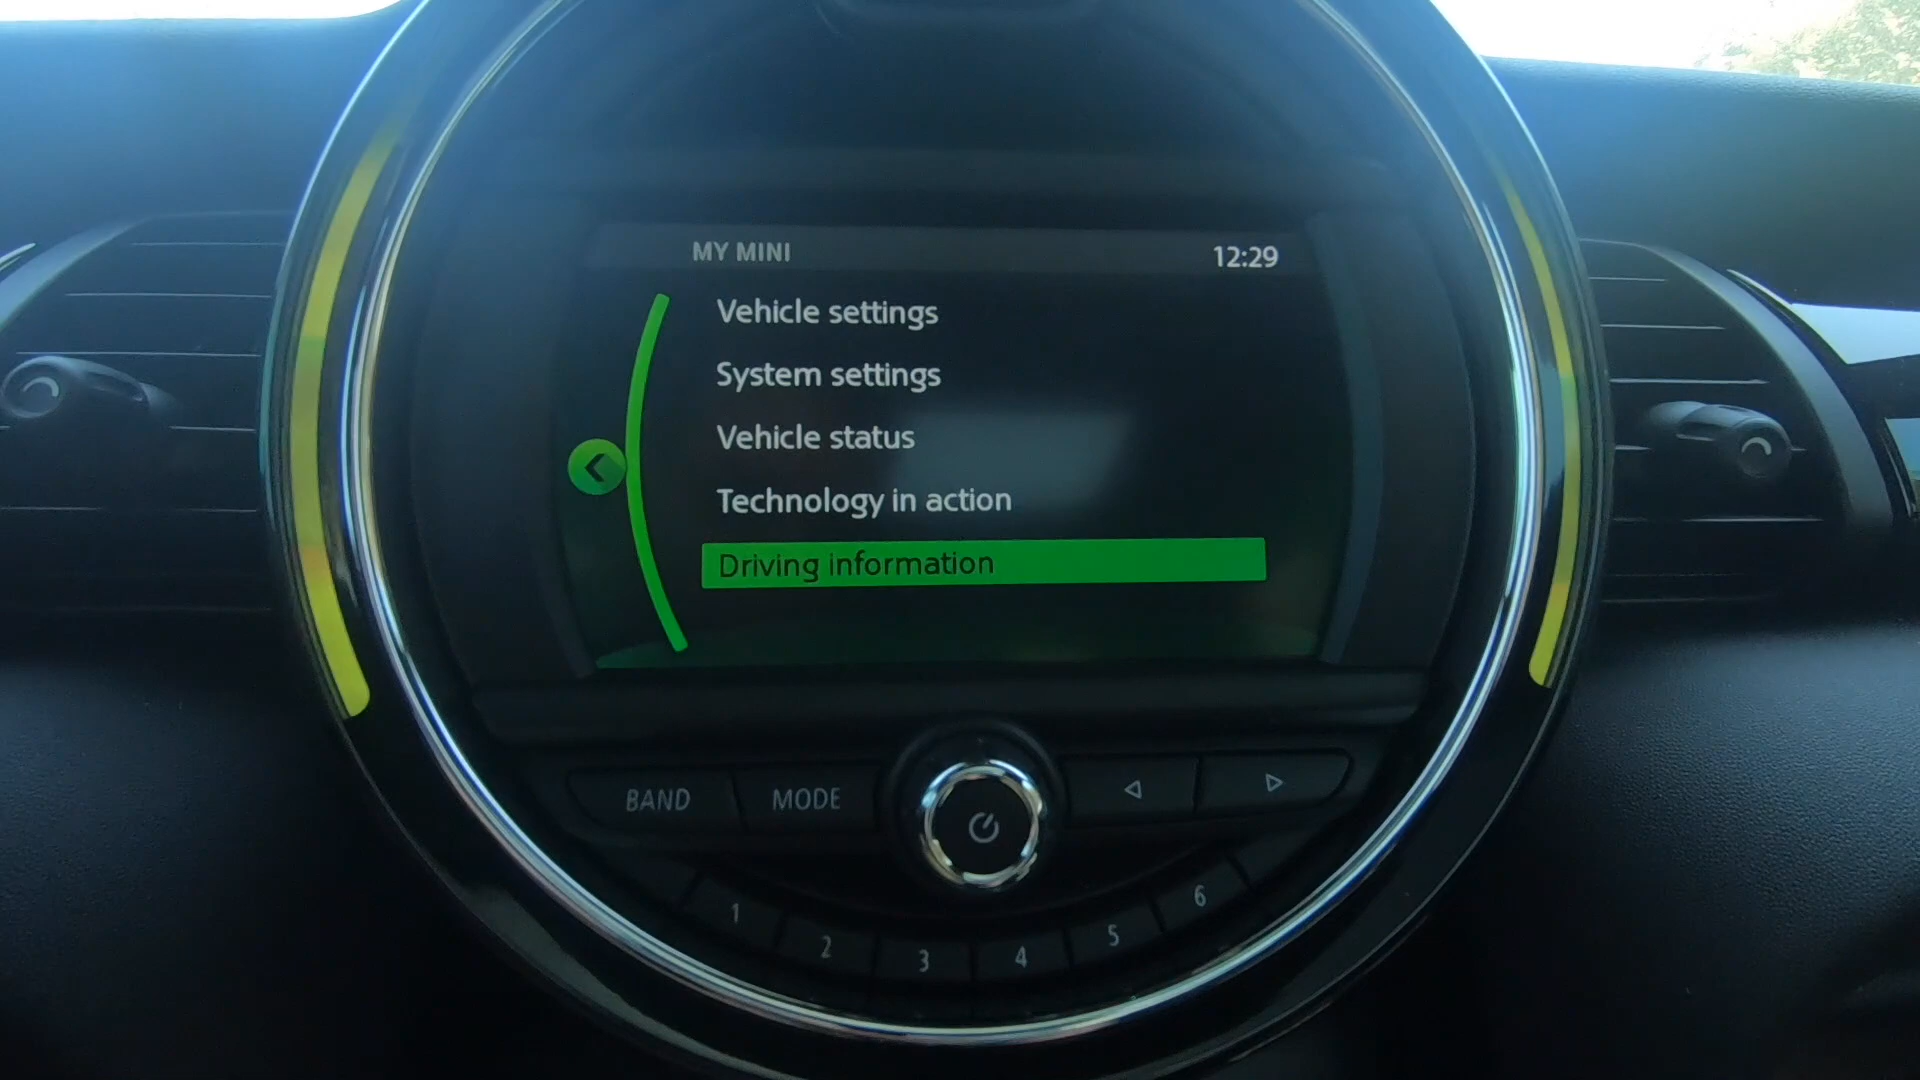 MY MINI 12:29
Vehicle settings
System settings
Vehicle status
Technology in action
Driving information
BAND MODE
1 2 3 4 5 6